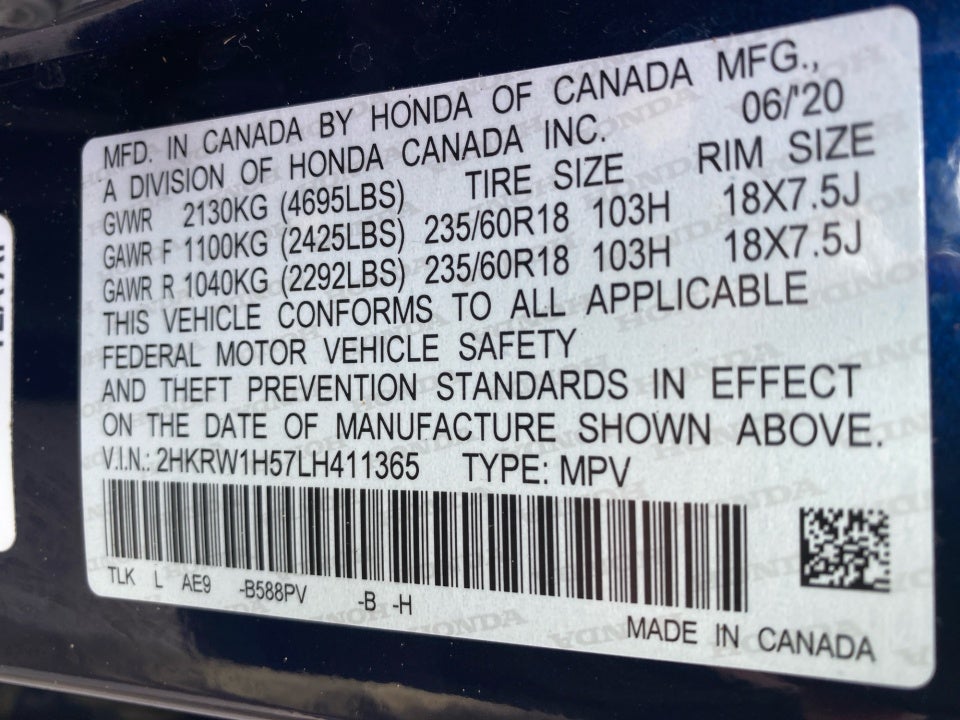 MFD. IN CANADA BY HONDA OF CANADA MFG.,
A DIVISION OF HONDA CANADA INC. 06/'20
GVWR 2130KG (4695LBS) TIRE SIZE RIM SIZE
GAWR F 1100KG (2425LBS) 235/60R18 103H 18X7.5J
GAWR R 1040KG (2292LBS) 235/60R18 103H 18X7.5J
THIS VEHICLE CONFORMS TO ALL APPLICABLE
FEDERAL MOTOR VEHICLE SAFETY
AND THEFT PREVENTION STANDARDS IN EFFECT
ON THE DATE OF MANUFACTURE SHOWN ABOVE.
V.I.N.: 2HKRW1H57LH411365 TYPE: MPV
TLK L AE9 -B588PV -B -H
MADE IN CANADA